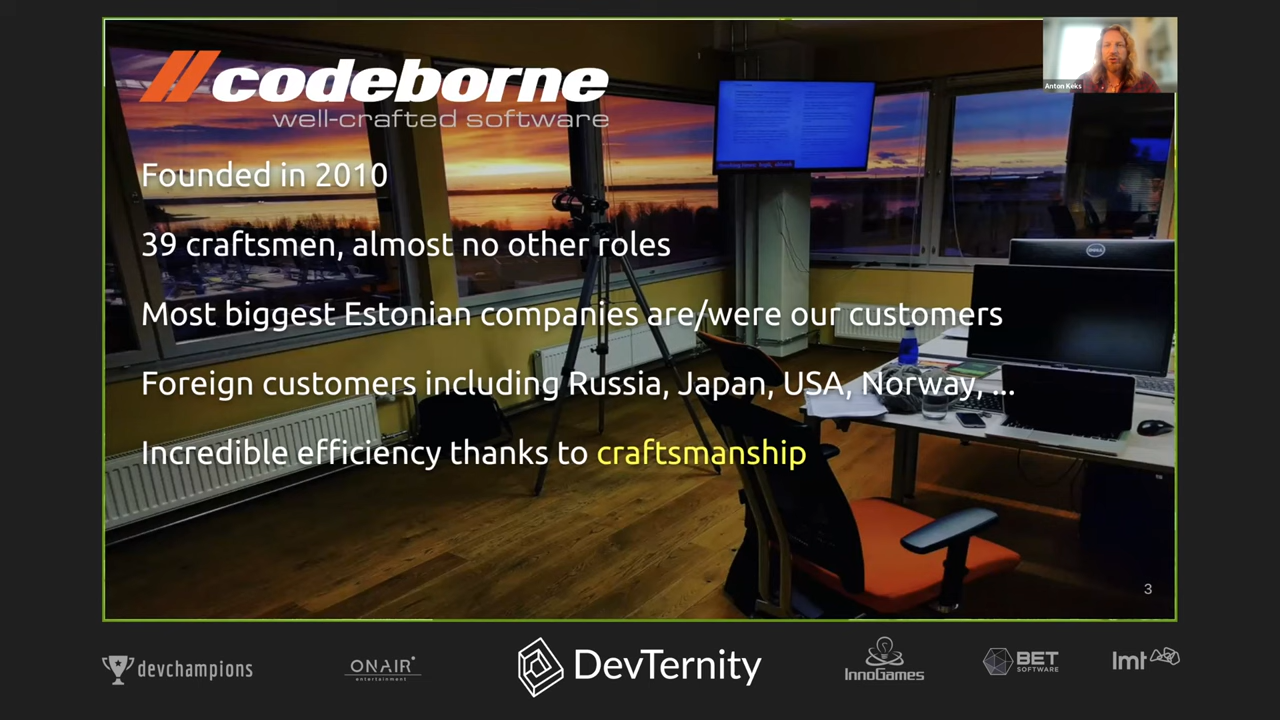 codeborne
well-crafted software
Anton Keks
Founded in 2010
39 craftsmen, almost no other roles
Most biggest Estonian companies are/were our customers
Foreign customers including Russia, Japan, USA, Norway, ...
Incredible efficiency thanks to craftsmanship
DELL
3
devchampions
ONAIR
entertainment
DevTernity
InnoGames
BET
SOFTWARE
lmt